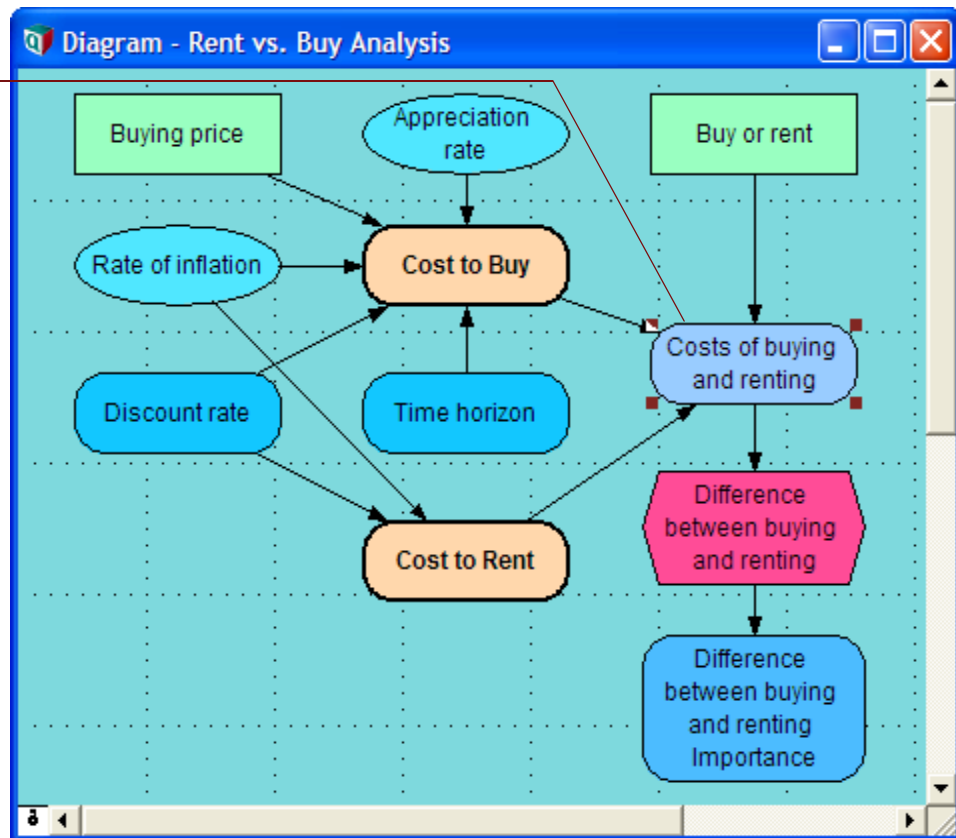 Diagram - Rent vs. Buy Analysis
Buying price
Appreciation
rate
Buy or rent
Rate of inflation
Cost to Buy
Costs of buying
and renting
Discount rate
Time horizon
Difference
between buying
and renting
Cost to Rent
Difference
between buying
and renting
Importance